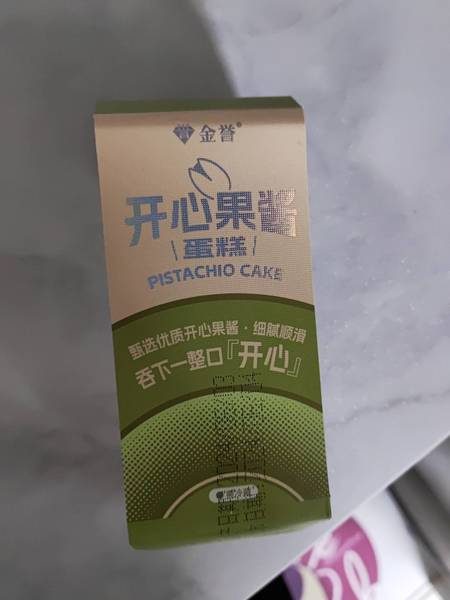 金誉®
开心果酱
蛋糕
PISTACHIO CAKE
甄选优质开心果酱·细腻顺滑
吞下一整口『开心』